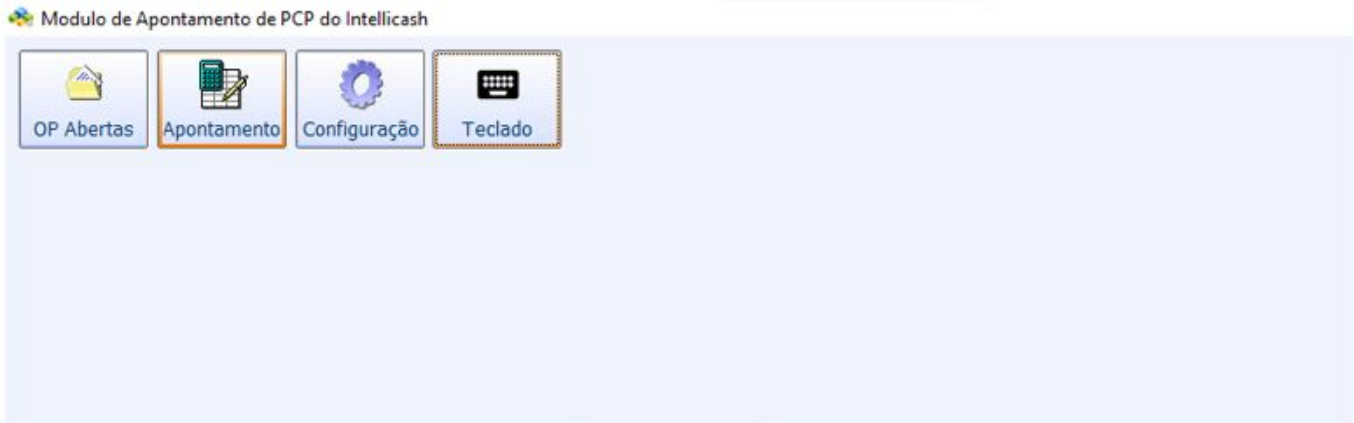 Modulo de Apontamento de PCP do Intellicash
OP Abertas Apontamento Configuração Teclado